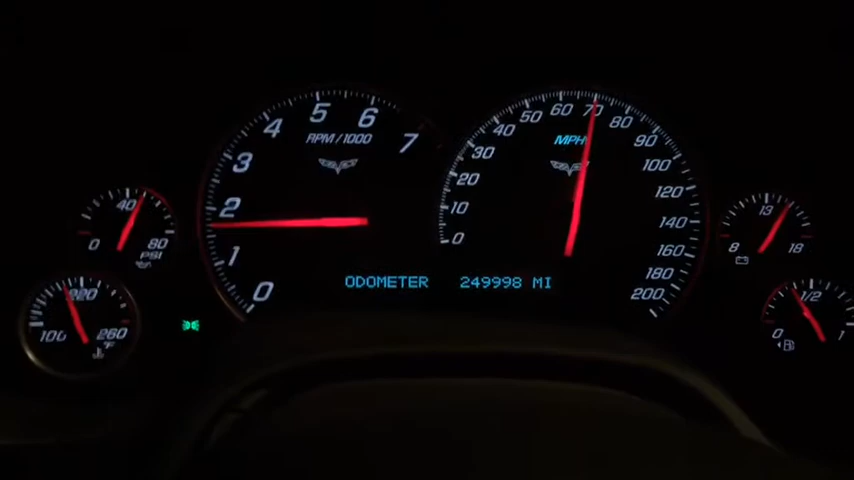 0 1 2 3 4 5 6 7
RPM/1000
0 10 20 30 40 50 60 70 80 90 100 120 140 160 180 200
MPH
0 40 80
PSI
100 220 260
°F
8 13 18
0 1/2 1
ODOMETER 249998 MI